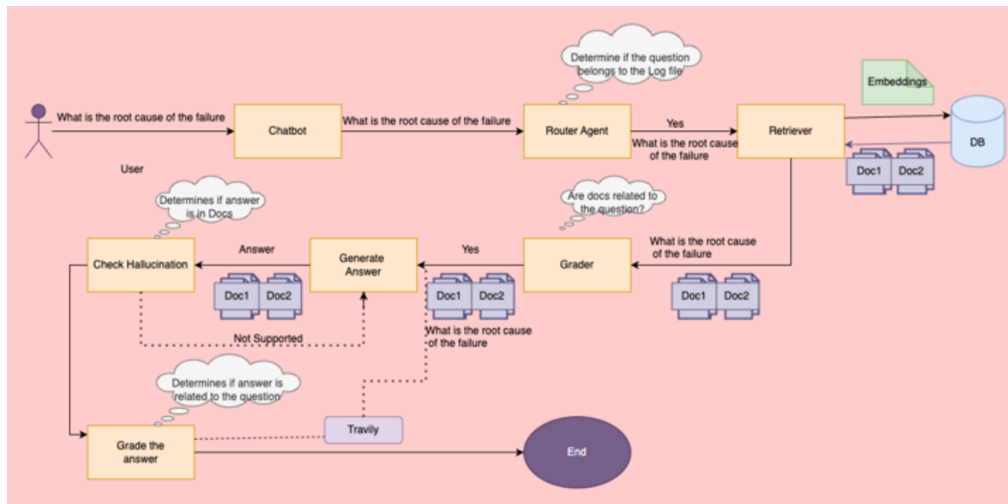 Determine if the question
belongs to the Log file
Embeddings
What is the root cause of the failure
Chatbot
What is the root cause of the failure
Router Agent
Yes
What is the root cause
of the failure
Retriever
DB
Doc1
Doc2
User
Determines if answer
is in Docs
Are docs related to
the question?
Check Hallucination
Answer
Doc1
Doc2
Generate
Answer
Yes
Doc1
Doc2
What is the root cause
of the failure
Grader
What is the root cause
of the failure
Doc1
Doc2
Not Supported
Determines if answer is
related to the question
Grade the
answer
Travily
End